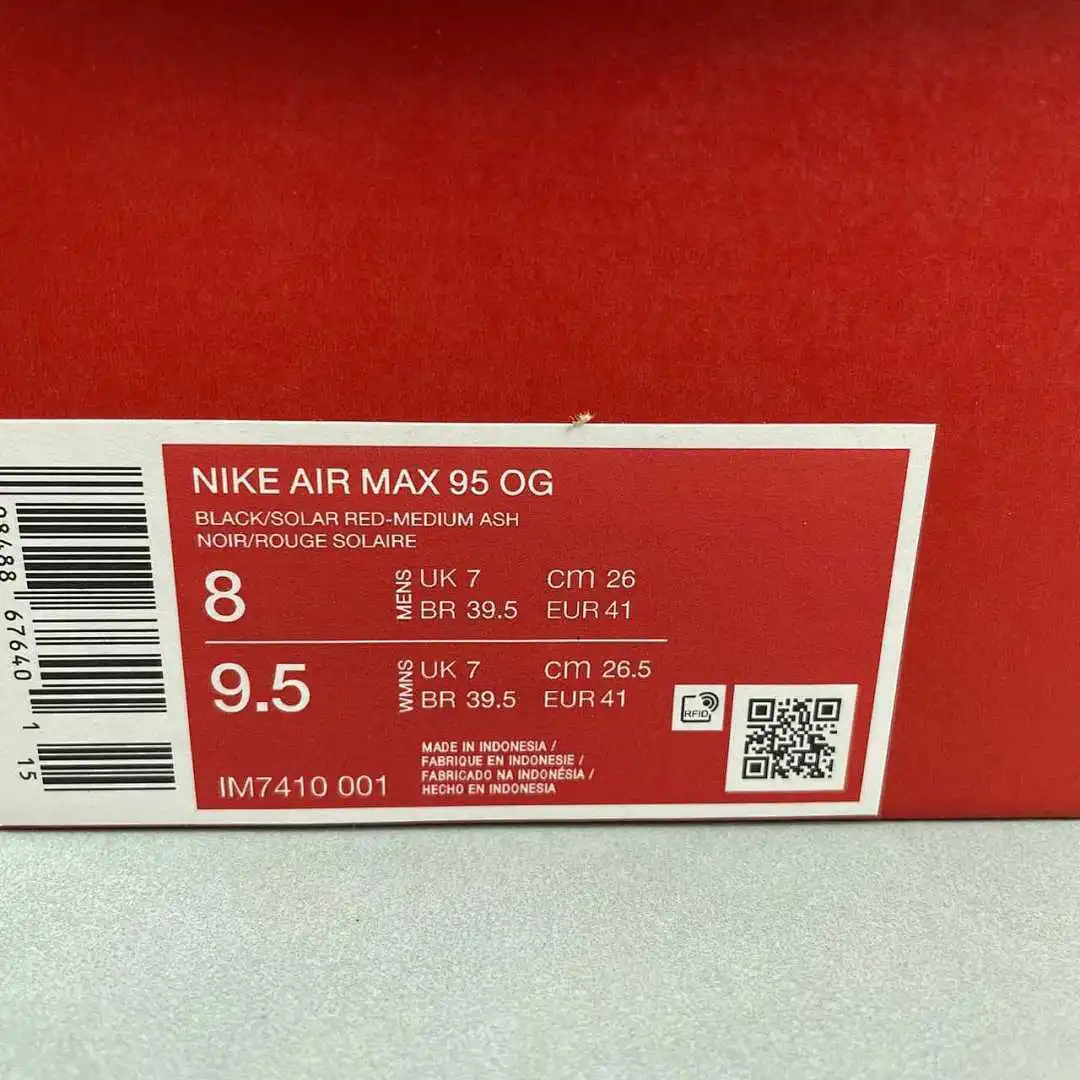 NIKE AIR MAX 95 OG
BLACK/SOLAR RED-MEDIUM ASH
NOIR/ROUGE SOLAIRE
8
MENS
UK 7 cm 26
BR 39.5 EUR 41
9.5
WMNS
UK 7 cm 26.5
BR 39.5 EUR 41
RFID
MADE IN INDONESIA /
FABRIQUE EN INDONESIE /
FABRICADO NA INDONÉSIA /
HECHO EN INDONESIA
IM7410 001
98488 67640 1 15